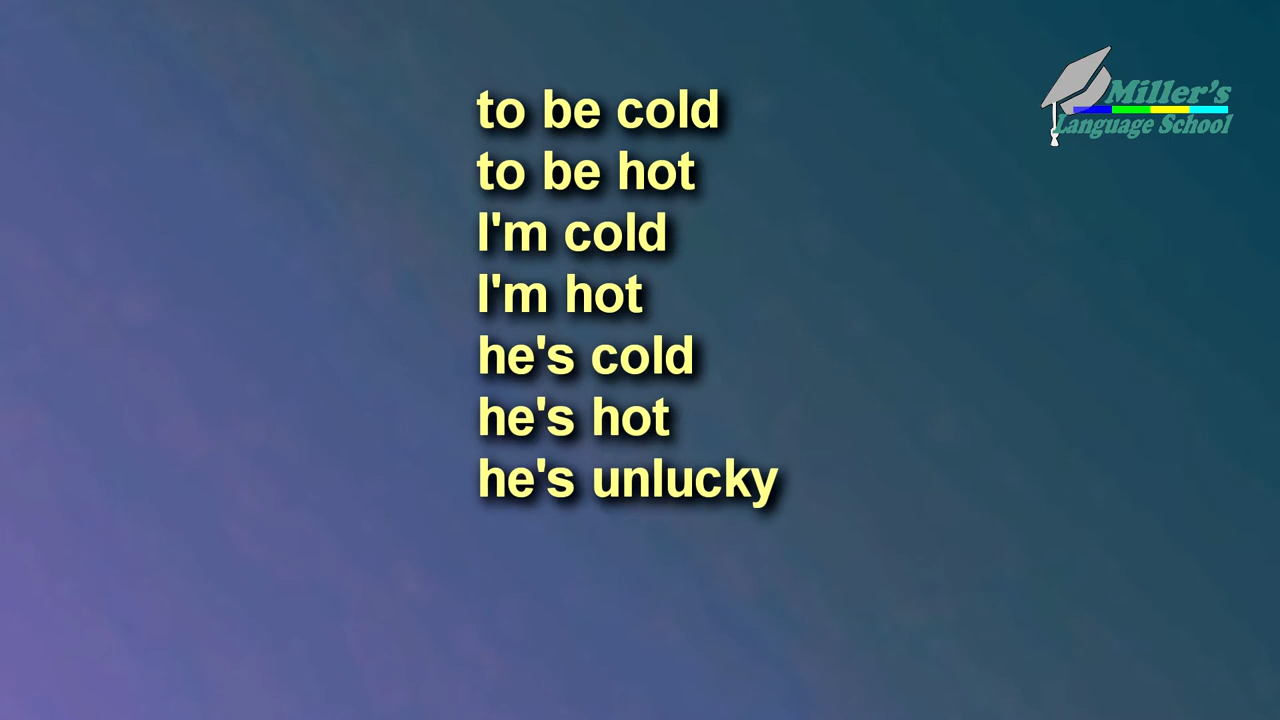 to be cold
to be hot
I'm cold
I'm hot
he's cold
he's hot
he's unlucky
Miller's
Language School